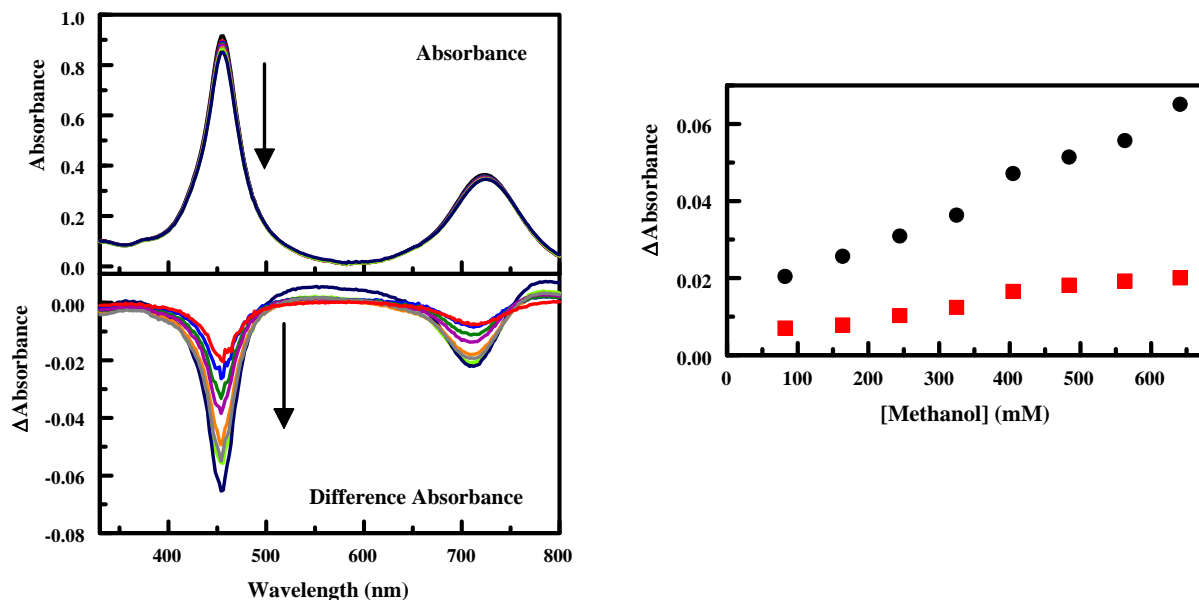 1.0
0.8
0.6
0.4
0.2
0.0
Absorbance
Absorbance
0.00
-0.02
-0.04
-0.06
-0.08
ΔAbsorbance
Difference Absorbance
400 500 600 700 800
Wavelength (nm)
0.06
0.04
0.02
0.00
ΔAbsorbance
0 100 200 300 400 500 600
[Methanol] (mM)